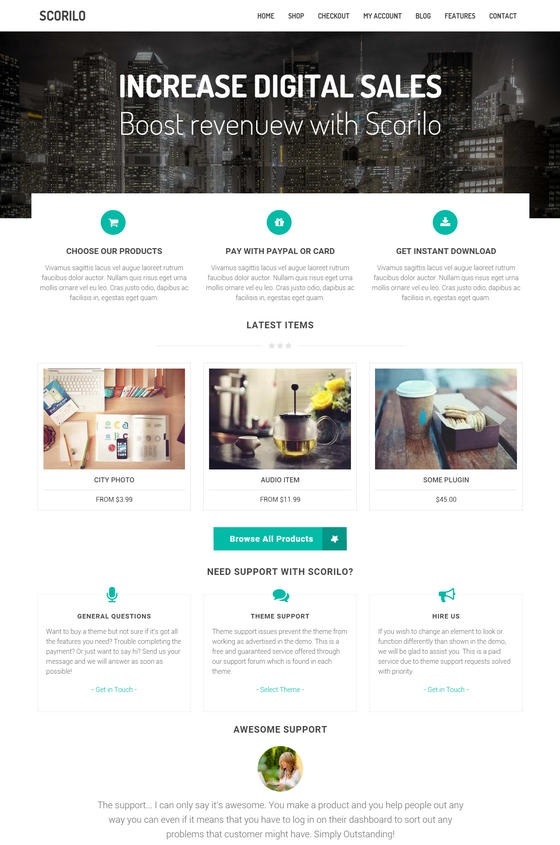 SCORILO
HOME SHOP CHECKOUT MY ACCOUNT BLOG FEATURES CONTACT
INCREASE DIGITAL SALES
Boost revenuew with Scorilo
CHOOSE OUR PRODUCTS
Vivamus sagittis lacus vel augue laoreet rutrum
faucibus dolor auctor. Nullam quis risus eget urna
mollis ornare vel eu leo. Cras justo odio, dapibus ac
facilisis in, egestas eget quam.
PAY WITH PAYPAL OR CARD
Vivamus sagittis lacus vel augue laoreet rutrum
faucibus dolor auctor. Nullam quis risus eget urna
mollis ornare vel eu leo. Cras justo odio, dapibus ac
facilisis in, egestas eget quam.
GET INSTANT DOWNLOAD
Vivamus sagittis lacus vel augue laoreet rutrum
faucibus dolor auctor. Nullam quis risus eget urna
mollis ornare vel eu leo. Cras justo odio, dapibus ac
facilisis in, egestas eget quam.
LATEST ITEMS
CITY PHOTO
FROM $3.99
AUDIO ITEM
FROM $11.99
SOME PLUGIN
$45.00
Browse All Products
NEED SUPPORT WITH SCORILO?
GENERAL QUESTIONS
Want to buy a theme but not sure if it's got all
the features you need? Trouble completing the
payment? Or just want to say hi? Send us your
message and we will answer as soon as
possible!
- Get in Touch -
THEME SUPPORT
Theme support issues prevent the theme from
working as advertised in the demo. This is a
free and guaranteed service offered through
our support forum which is found in each
theme.
- Select Theme -
HIRE US
If you wish to change an element to look or
function differently than shown in the demo,
we will be glad to assist you. This is a paid
service due to theme support requests solved
with priority.
- Get in Touch -
AWESOME SUPPORT
The support... I can only say it's awesome. You make a product and you help people out any
way you can even if it means that you have to log in on their dashboard to sort out any
problems that customer might have. Simply Outstanding!